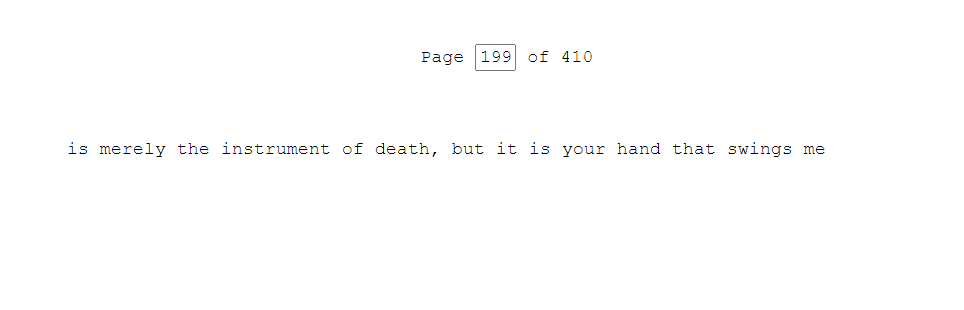 Page 199 of 410
is merely the instrument of death, but it is your hand that swings me